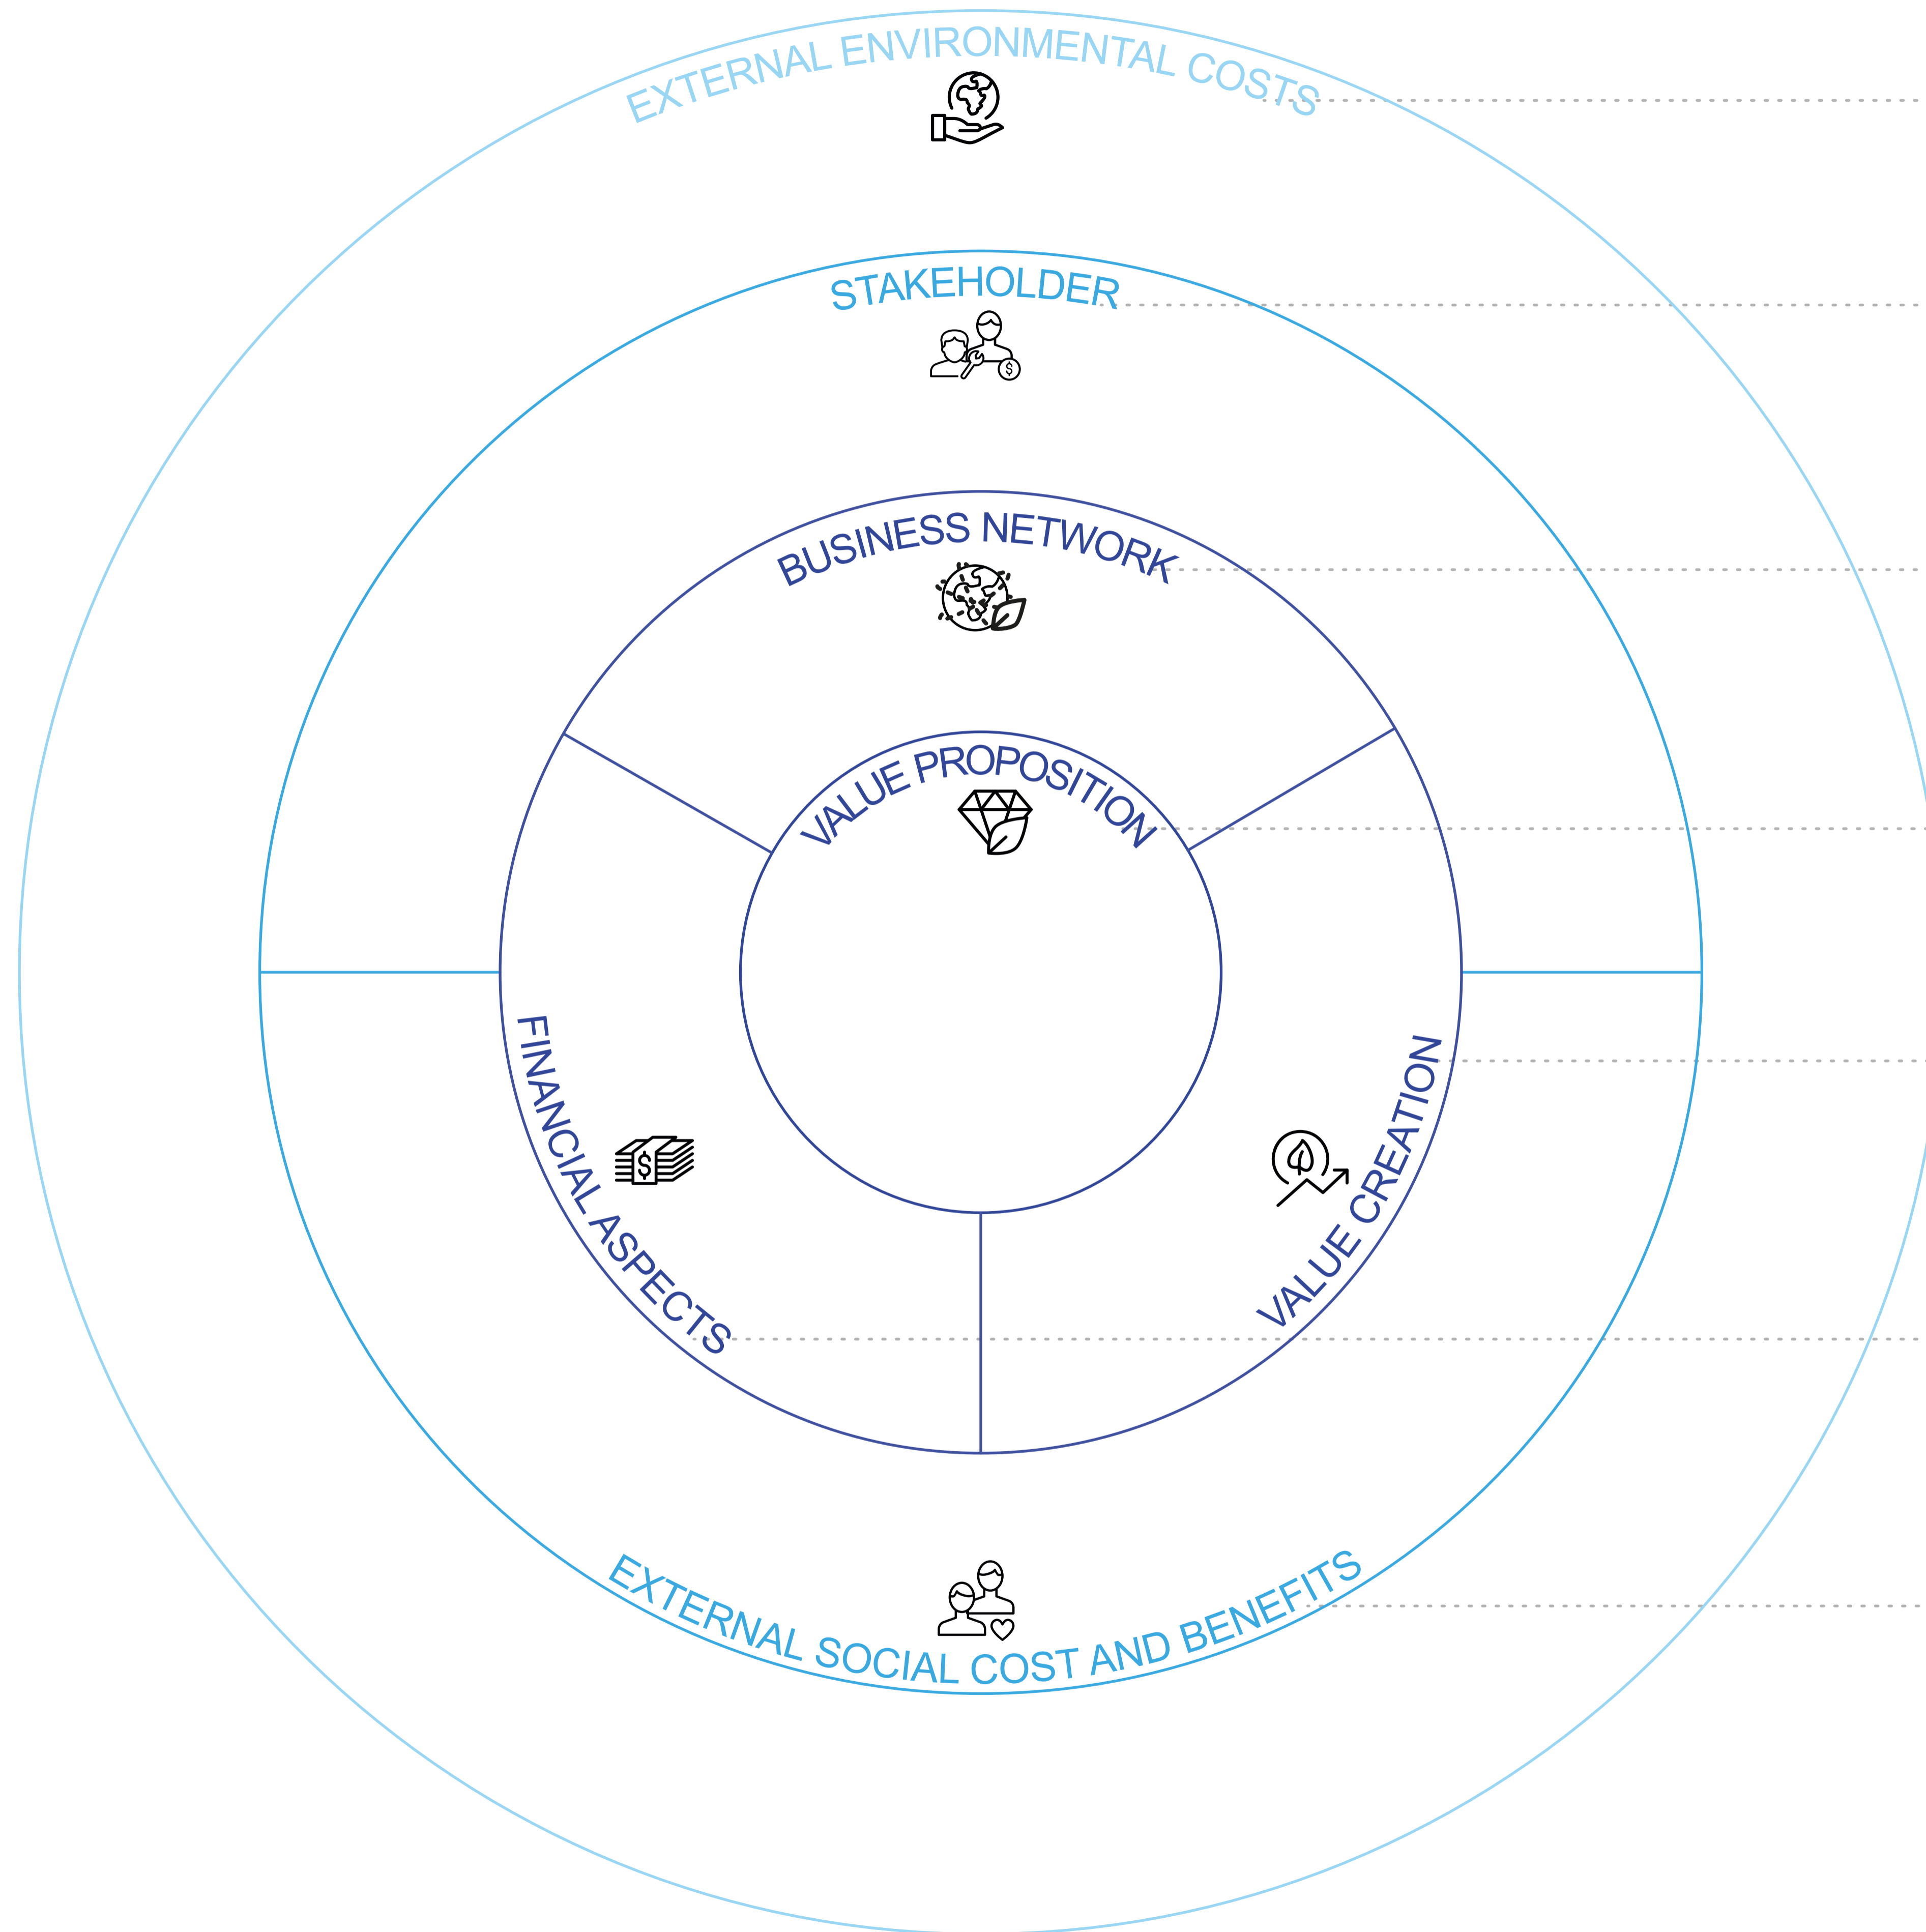 EXTERNAL ENVIRONMENTAL COSTS
STAKEHOLDER
BUSINESS NETWORK
VALUE PROPOSITION
FINANCIAL ASPECTS
VALUE CREATION
EXTERNAL SOCIAL COST AND BENEFITS